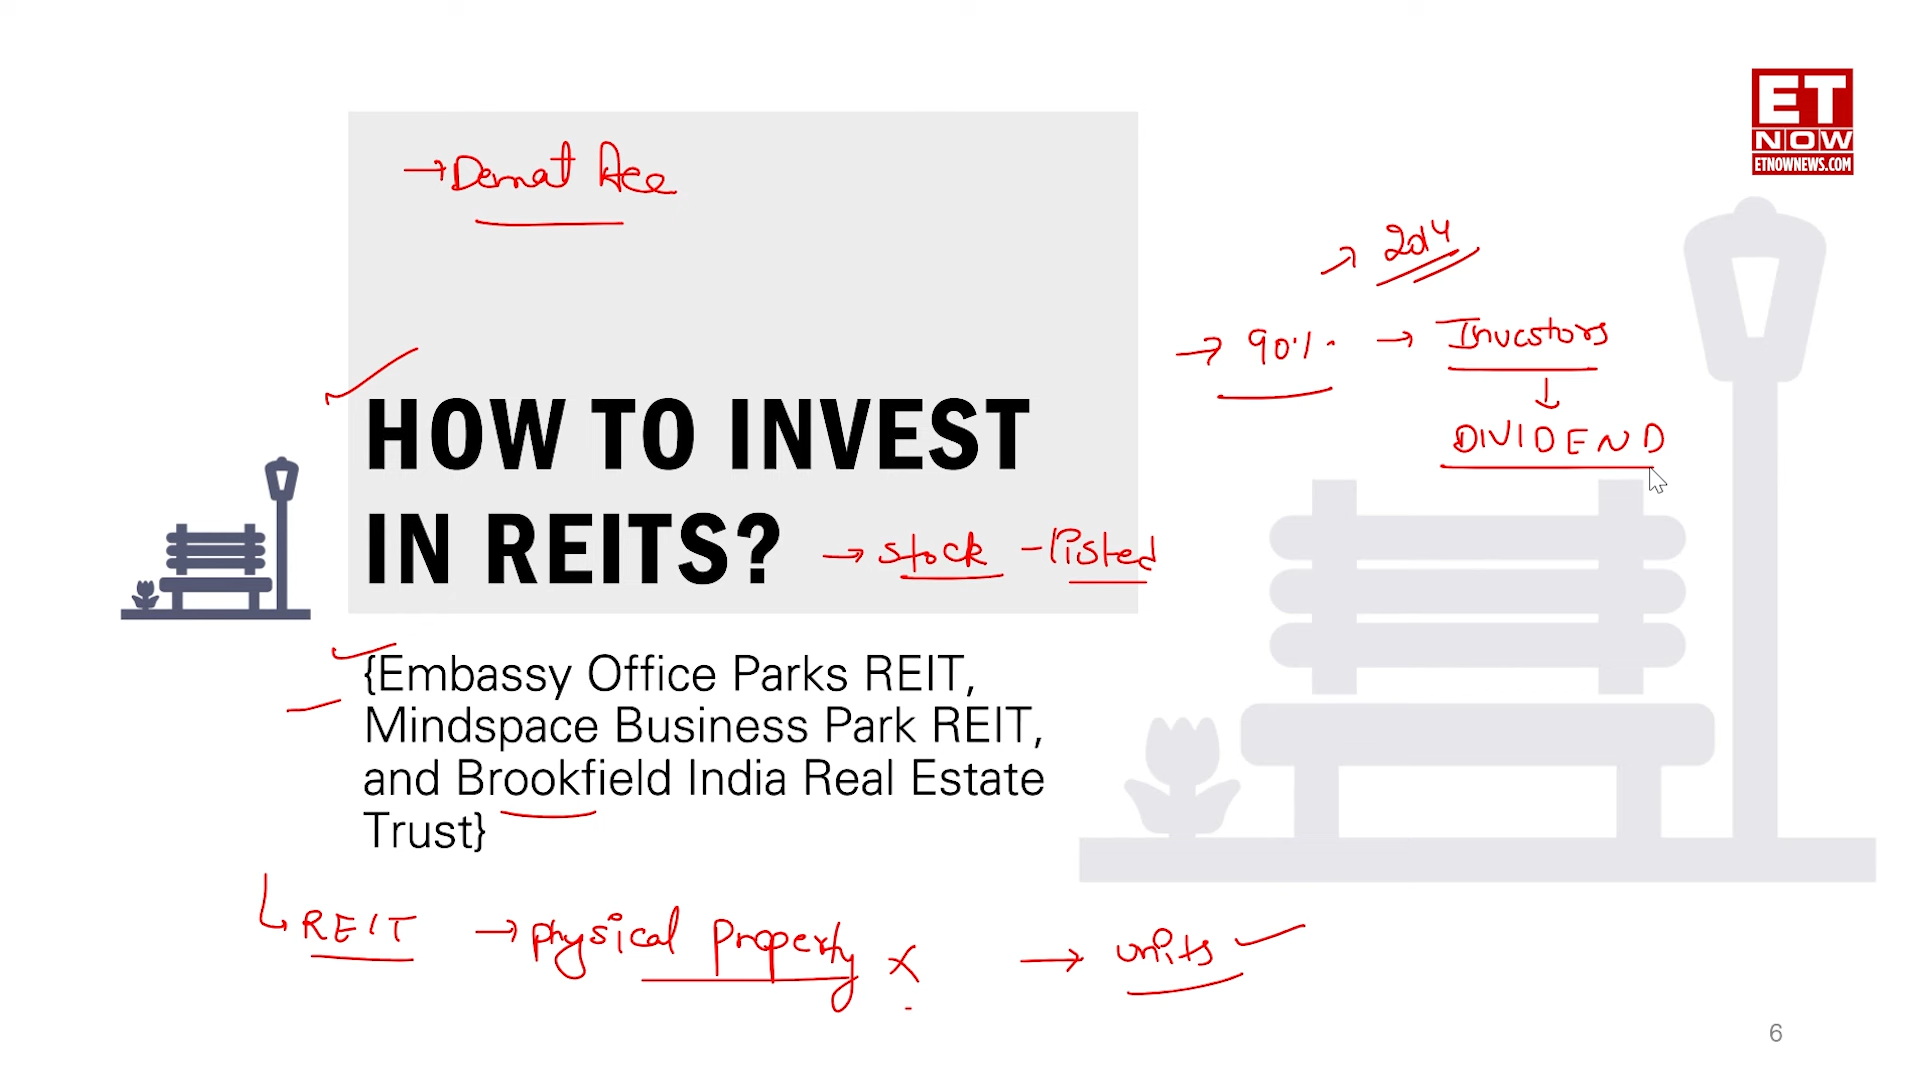 ET
NOW
ETNOWNEWS.COM
→ Demat Acc
→ 2014
→ 90% → Investors
↓
DIVIDEND
HOW TO INVEST
IN REITS?
→ stock - listed
{Embassy Office Parks REIT,
Mindspace Business Park REIT,
and Brookfield India Real Estate
Trust}
↳ REIT → physical property ✗ → units ✓
6